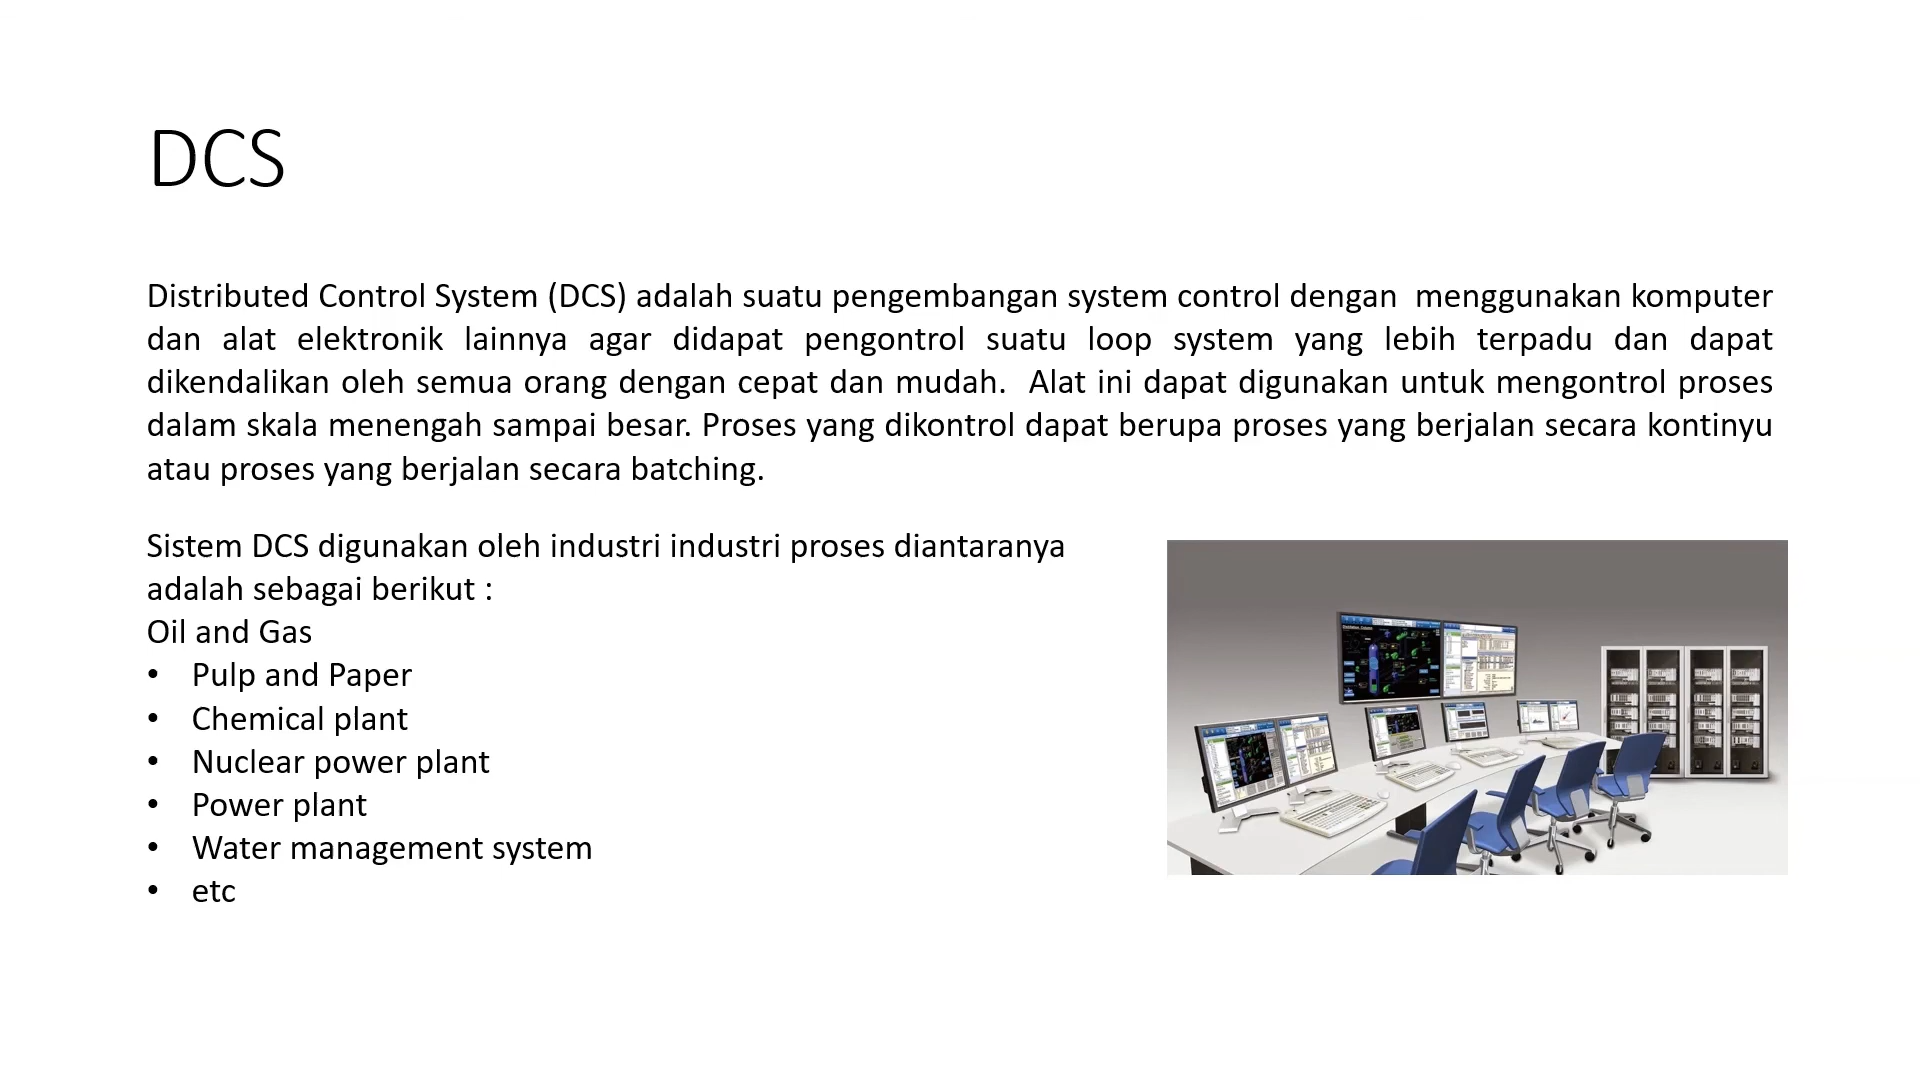 DCS
Distributed Control System (DCS) adalah suatu pengembangan system control dengan  menggunakan komputer
dan alat elektronik lainnya agar didapat pengontrol suatu loop system yang lebih terpadu dan dapat
dikendalikan oleh semua orang dengan cepat dan mudah.  Alat ini dapat digunakan untuk mengontrol proses
dalam skala menengah sampai besar. Proses yang dikontrol dapat berupa proses yang berjalan secara kontinyu
atau proses yang berjalan secara batching.
Sistem DCS digunakan oleh industri industri proses diantaranya
adalah sebagai berikut :
Oil and Gas
• Pulp and Paper
• Chemical plant
• Nuclear power plant
• Power plant
• Water management system
• etc